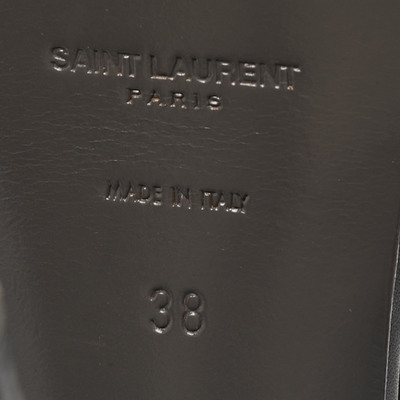 SAINT LAURENT
PARIS
MADE IN ITALY
38